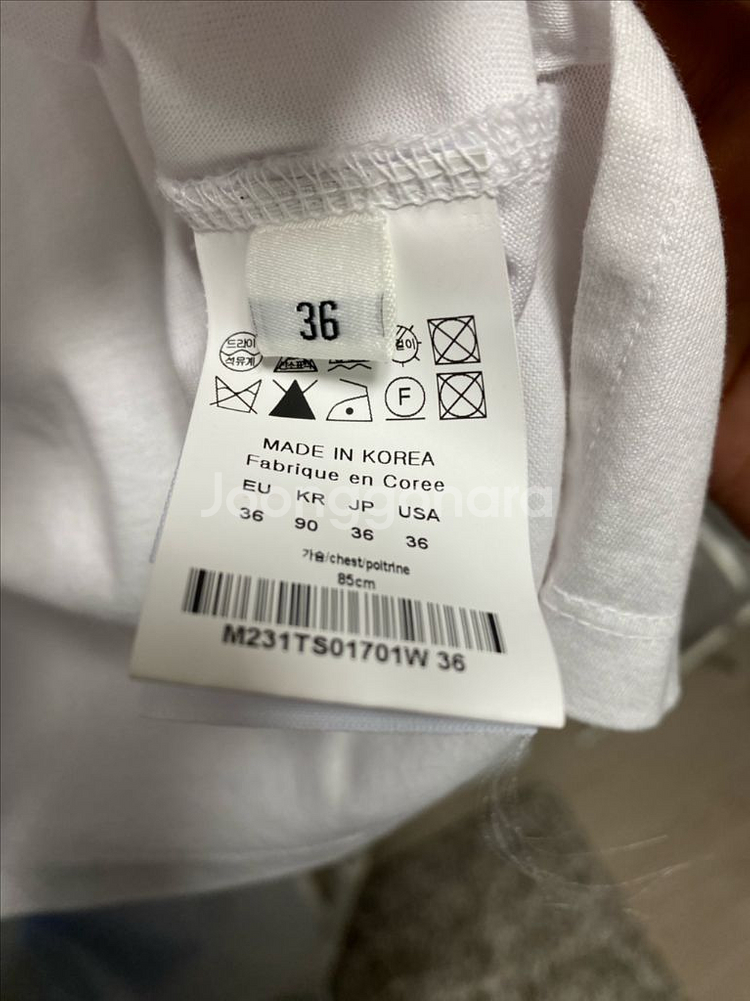 36
드라이
석유계
F
MADE IN KOREA
Fabrique en Coree
EU KR JP USA
36 90 36 36
가슴/chest/poitrine
85cm
M231TS01701W 36
Joongganara